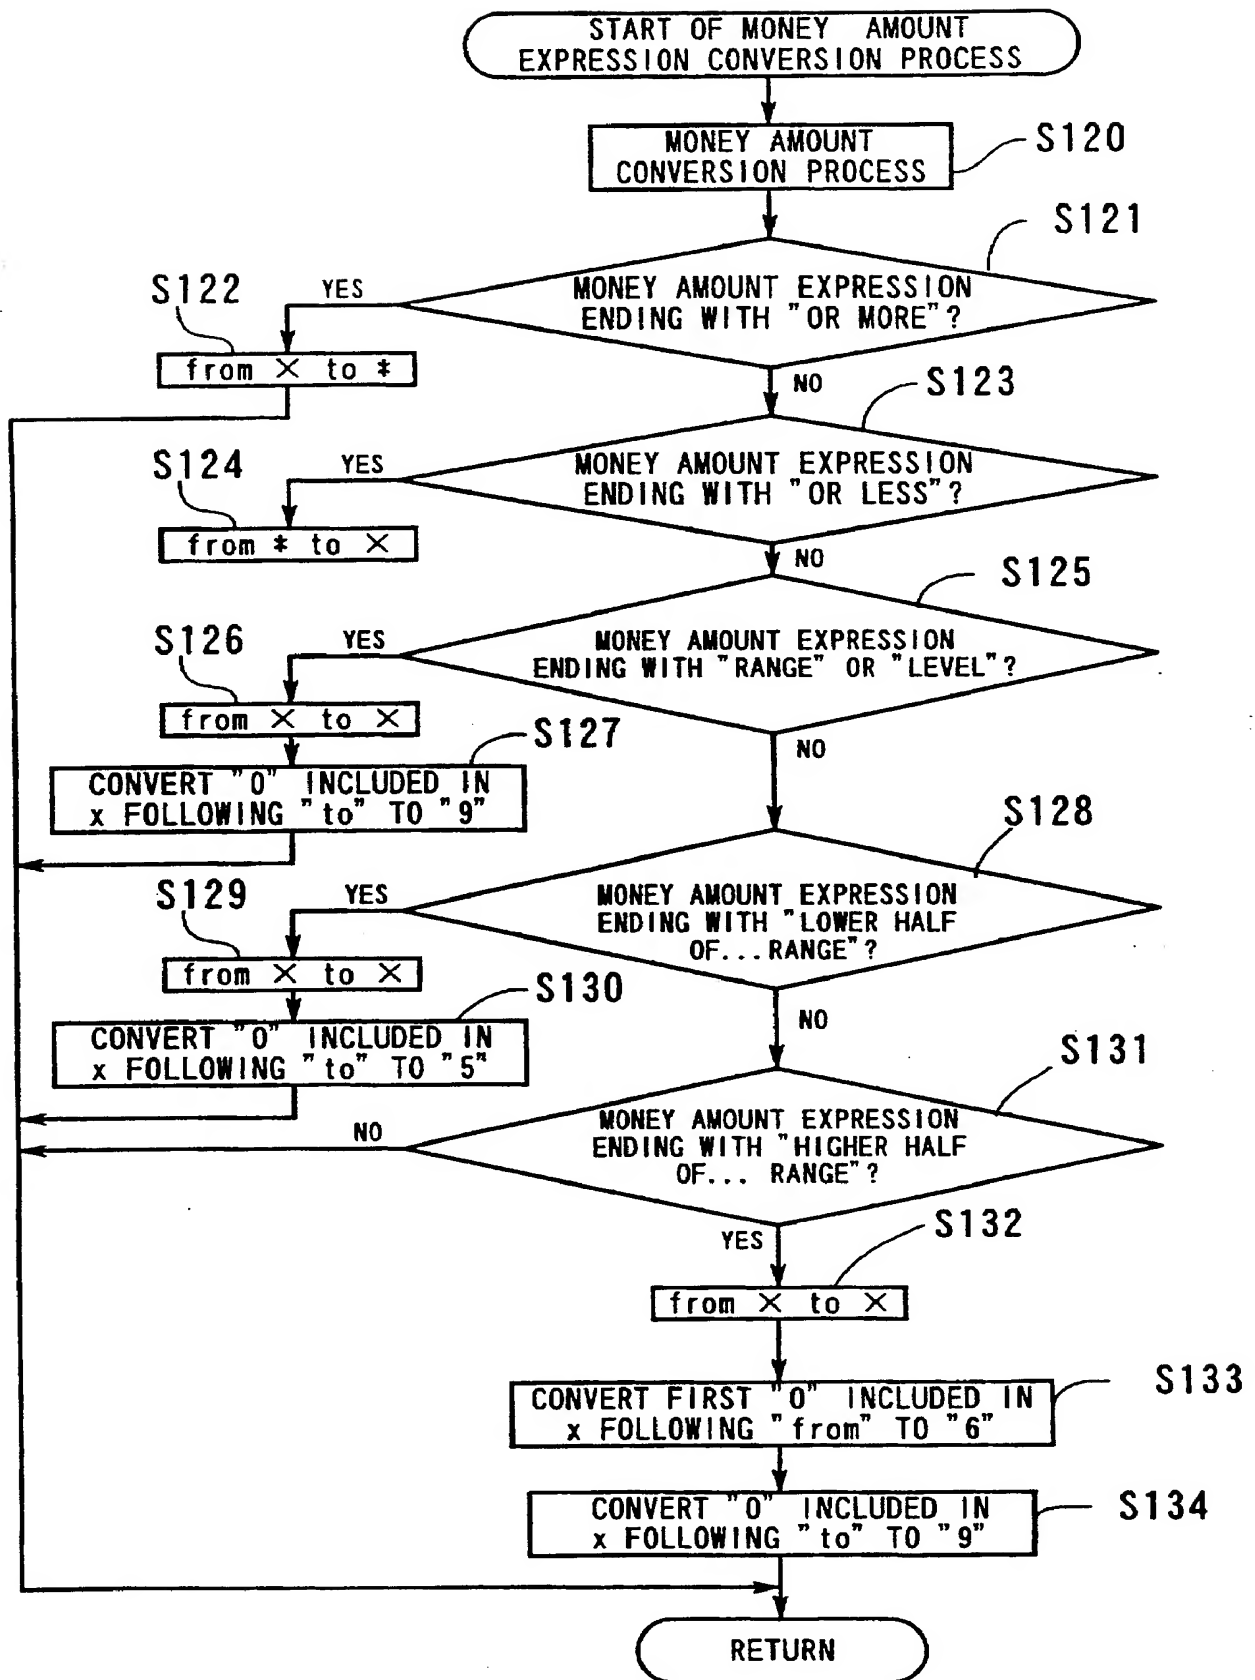 START OF MONEY AMOUNT
EXPRESSION CONVERSION PROCESS
MONEY AMOUNT
CONVERSION PROCESS
S120
S121
MONEY AMOUNT EXPRESSION
ENDING WITH "OR MORE"?
YES
S122
from × to *
NO
S123
MONEY AMOUNT EXPRESSION
ENDING WITH "OR LESS"?
YES
S124
from * to ×
NO
S125
MONEY AMOUNT EXPRESSION
ENDING WITH "RANGE" OR "LEVEL"?
YES
S126
from × to ×
S127
CONVERT "0" INCLUDED IN
x FOLLOWING "to" TO "9"
NO
S128
MONEY AMOUNT EXPRESSION
ENDING WITH "LOWER HALF
OF...RANGE"?
YES
S129
from × to ×
S130
CONVERT "0" INCLUDED IN
x FOLLOWING "to" TO "5"
NO
S131
MONEY AMOUNT EXPRESSION
ENDING WITH "HIGHER HALF
OF... RANGE"?
NO
YES
S132
from × to ×
S133
CONVERT FIRST "0" INCLUDED IN
x FOLLOWING "from" TO "6"
S134
CONVERT "0" INCLUDED IN
x FOLLOWING "to" TO "9"
RETURN